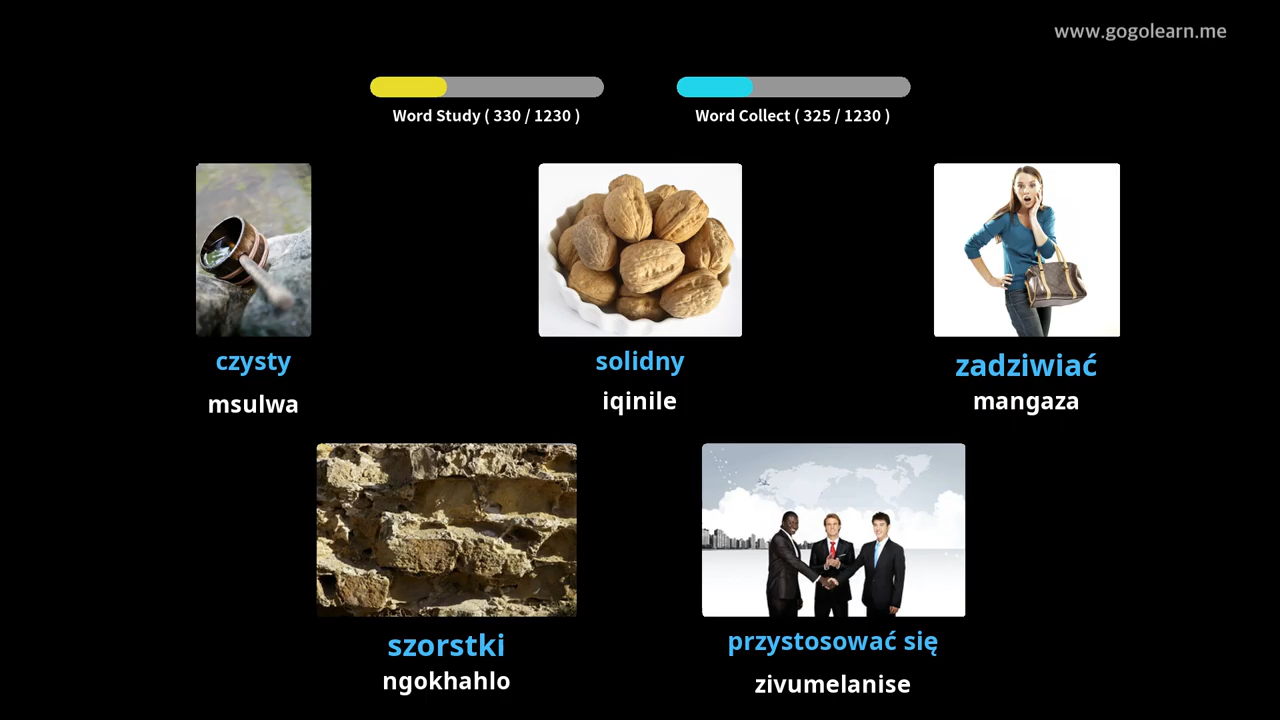 www.gogolearn.me
Word Study ( 330 / 1230 )
Word Collect ( 325 / 1230 )
czysty
msulwa
solidny
iqinile
zadziwiać
mangaza
szorstki
ngokhahlo
przystosować się
zivumelanise